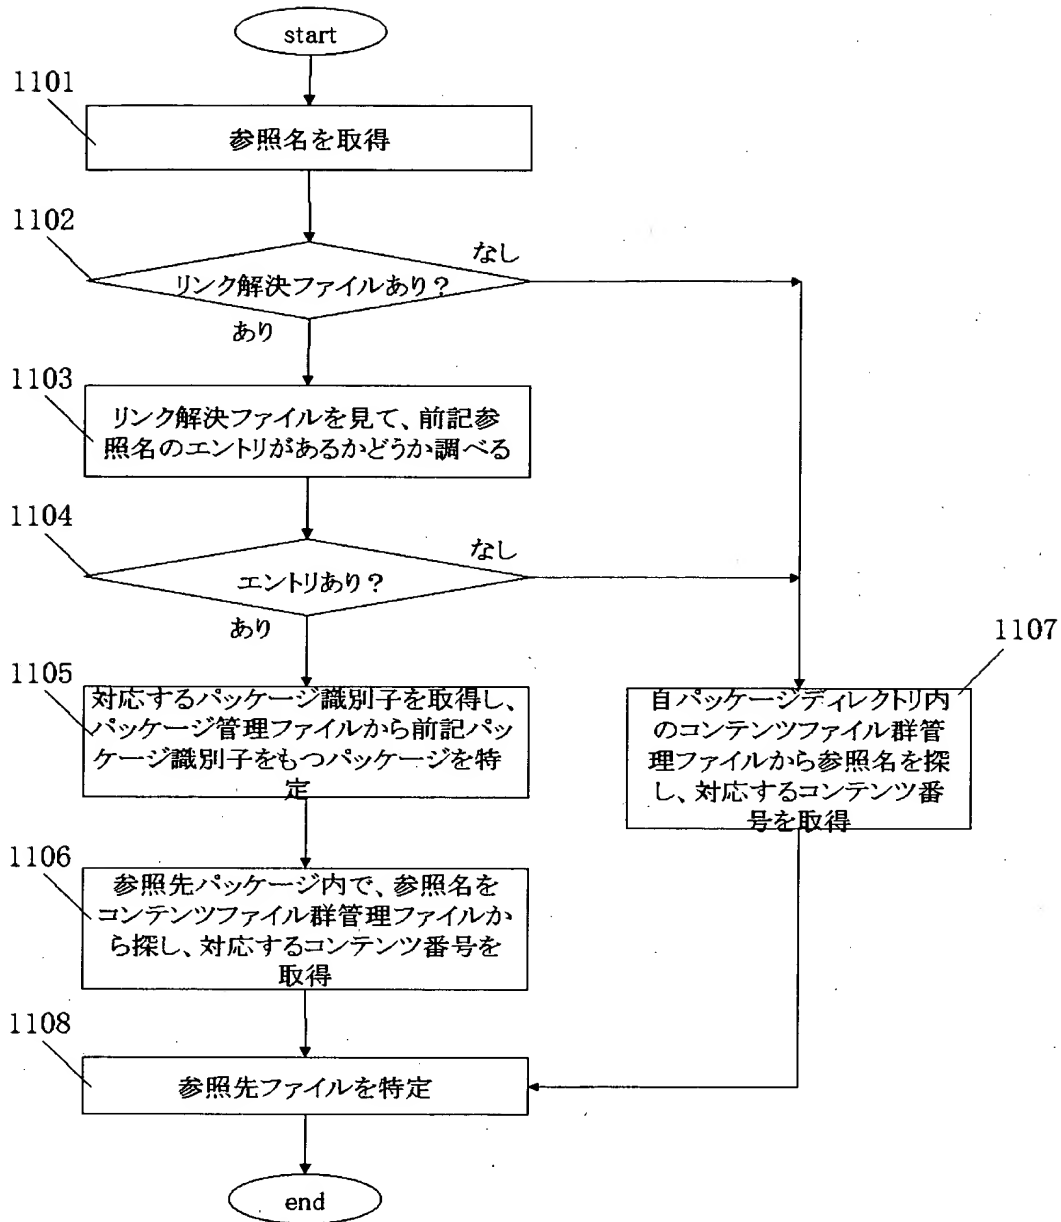 start
1101
参照名を取得
1102
なし
リンク解決ファイルあり?
あり
1103
リンク解決ファイルを見て、前記参
照名のエントリがあるかどうか調べる
1104
なし
エントリあり?
あり
1107
1105
対応するパッケージ識別子を取得し、
パッケージ管理ファイルから前記パッ
ケージ識別子をもつパッケージを特
定
自パッケージディレクトリ内
のコンテンツファイル群管
理ファイルから参照名を探
し、対応するコンテンツ番
号を取得
1106
参照先パッケージ内で、参照名を
コンテンツファイル群管理ファイルか
ら探し、対応するコンテンツ番号を
取得
1108
参照先ファイルを特定
end